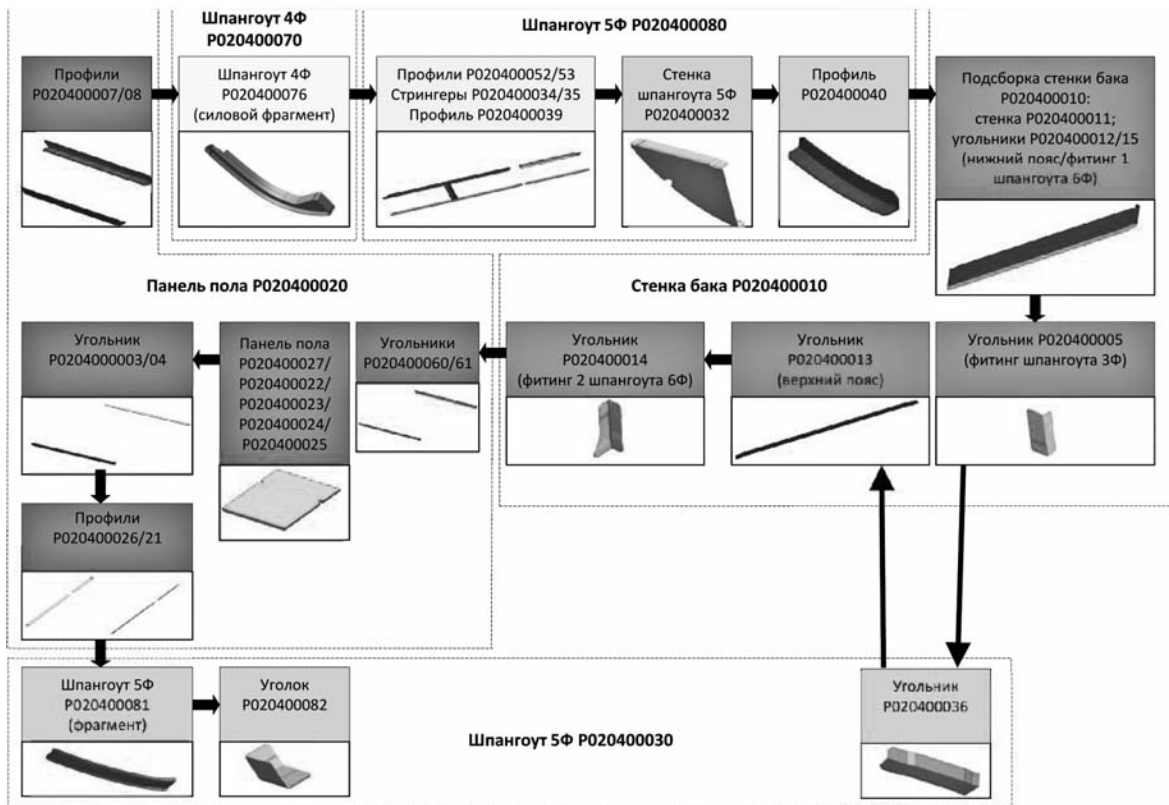 Шпангоут 4Ф
Р020400070
Шпангоут 5Ф Р020400080
Профили
Р020400007/08
Шпангоут 4Ф
Р020400076
(силовой фрагмент)
Профили Р020400052/53
Стрингеры Р020400034/35
Профиль Р020400039
Стенка
шпангоута 5Ф
Р020400032
Профиль
Р020400040
Подсборка стенки бака
Р020400010:
стенка Р020400011;
угольники Р020400012/15
(нижний пояс/фитинг 1
шпангоута 6Ф)
Панель пола Р020400020
Стенка бака Р020400010
Угольник
Р0204000003/04
Панель пола
Р020400027/
Р020400022/
Р020400023/
Р020400024/
Р020400025
Угольники
Р020400060/61
Угольник
Р020400014
(фитинг 2 шпангоута 6Ф)
Угольник
Р020400013
(верхний пояс)
Угольник Р020400005
(фитинг шпангоута 3Ф)
Профили
Р020400026/21
Шпангоут 5Ф
Р020400081
(фрагмент)
Уголок
Р020400082
Шпангоут 5Ф Р020400030
Угольник
Р020400036